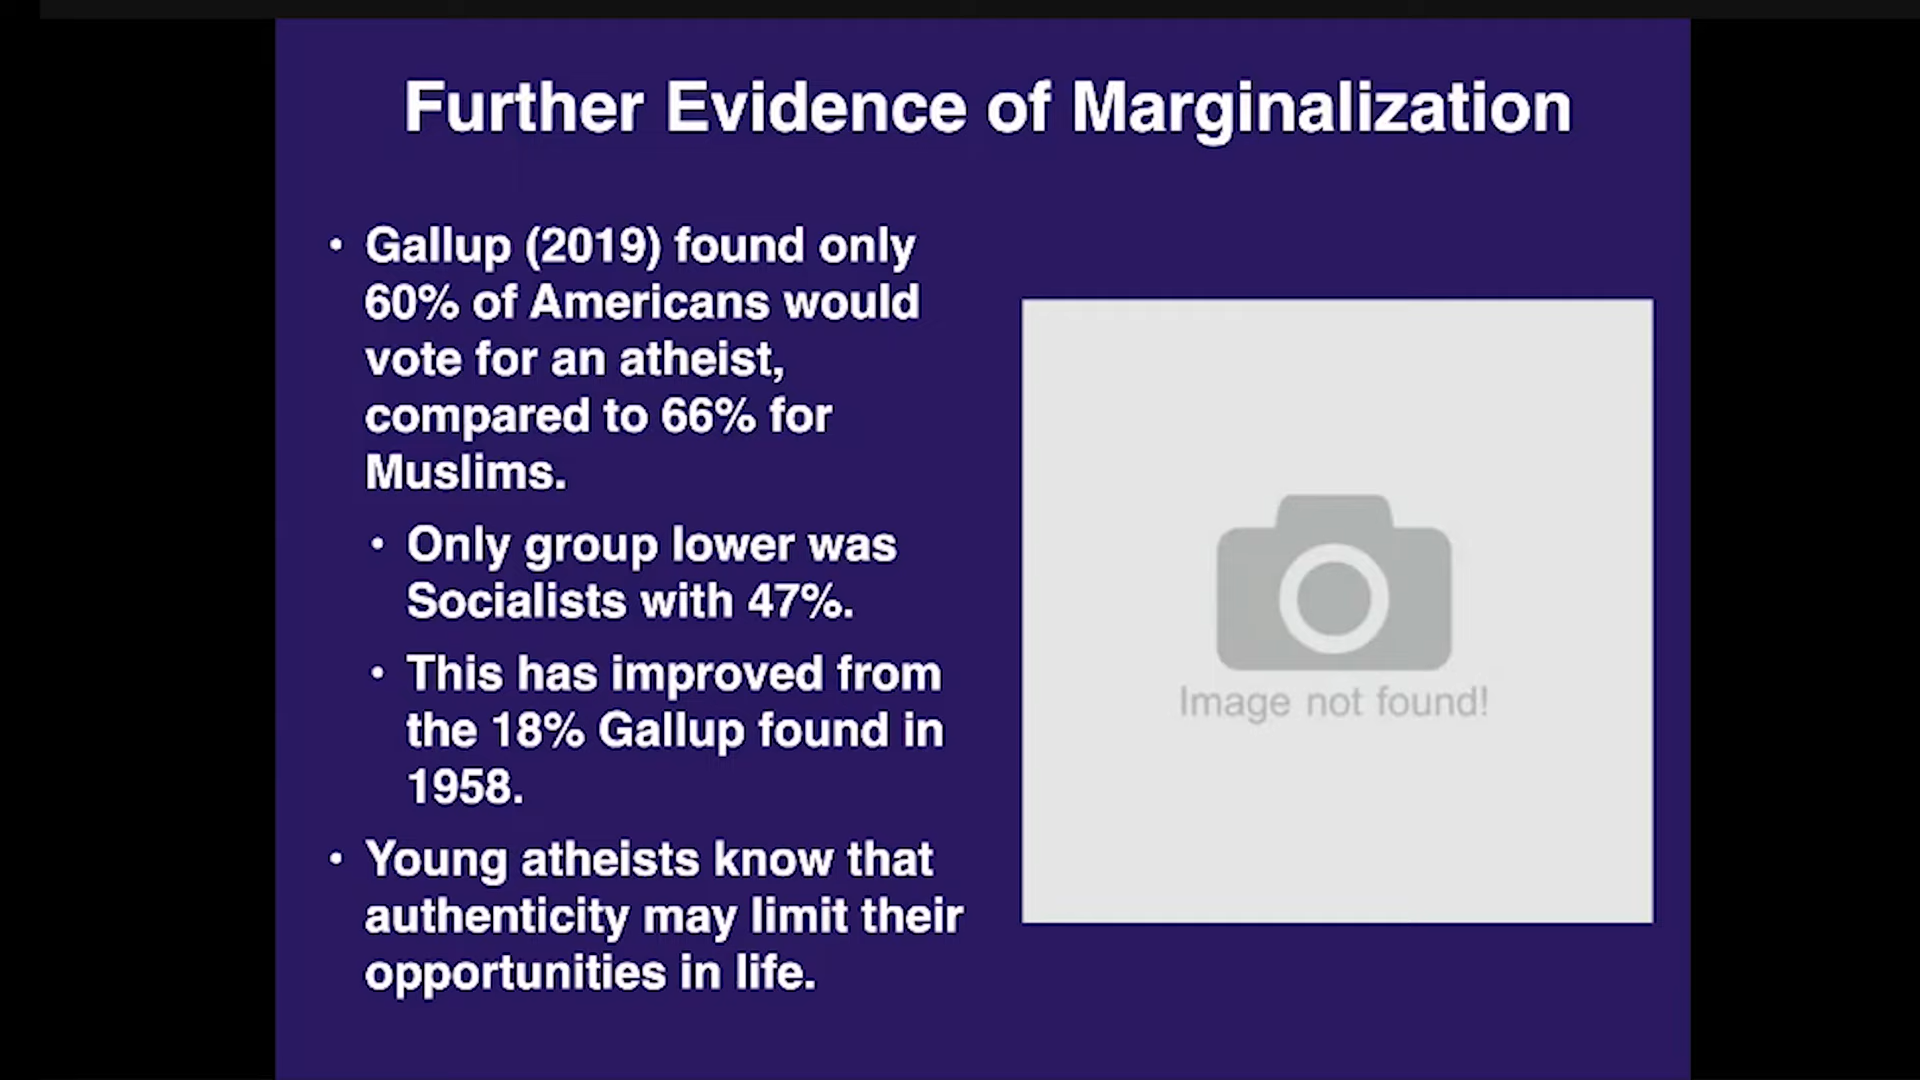 Further Evidence of Marginalization
• Gallup (2019) found only
60% of Americans would
vote for an atheist,
compared to 66% for
Muslims.
• Only group lower was
Socialists with 47%.
• This has improved from
the 18% Gallup found in
1958.
• Young atheists know that
authenticity may limit their
opportunities in life.
Image not found!